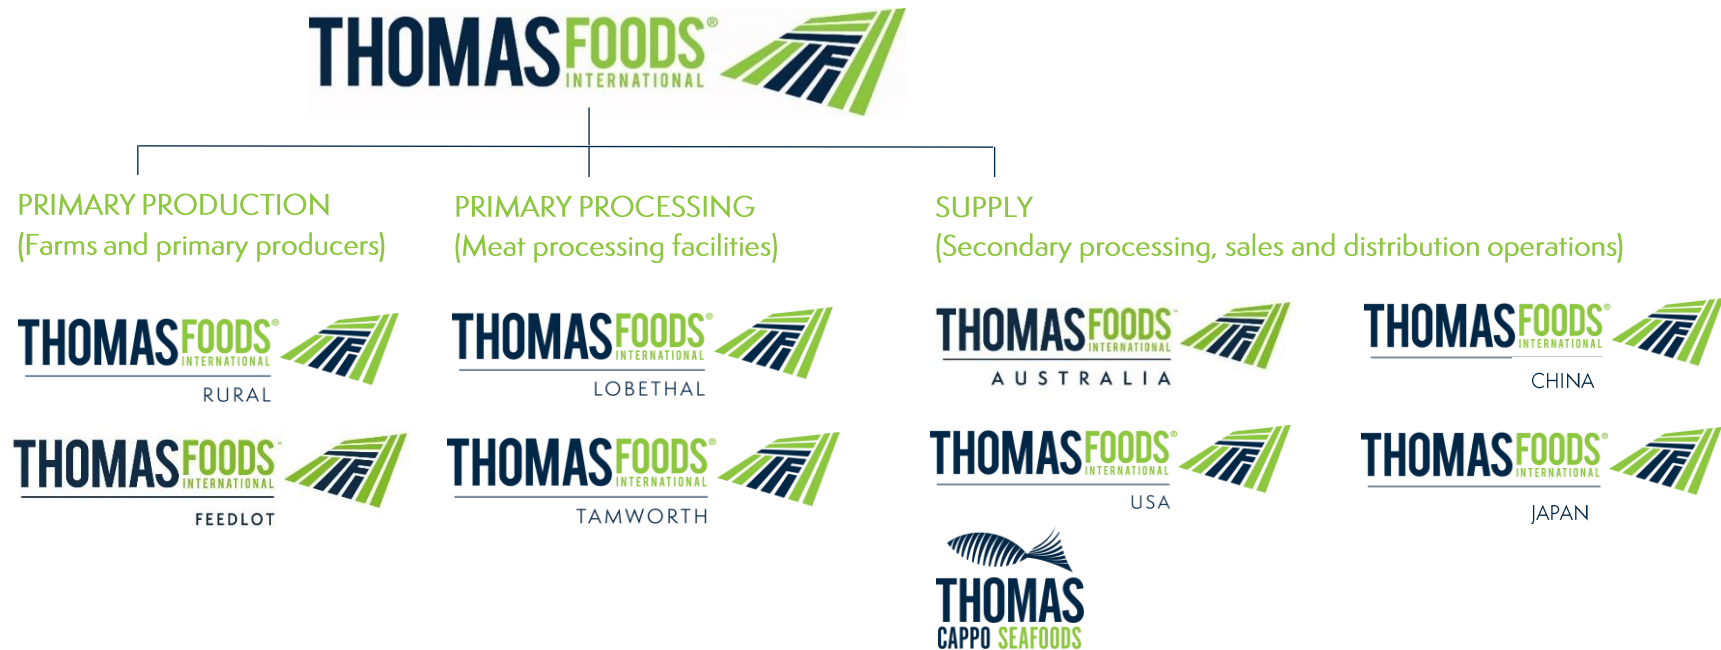 THOMAS FOODS®
INTERNATIONAL
PRIMARY PRODUCTION
(Farms and primary producers)
THOMAS FOODS®
INTERNATIONAL
RURAL
THOMAS FOODS™
INTERNATIONAL
FEEDLOT
PRIMARY PROCESSING
(Meat processing facilities)
THOMAS FOODS®
INTERNATIONAL
LOBETHAL
THOMAS FOODS®
INTERNATIONAL
TAMWORTH
SUPPLY
(Secondary processing, sales and distribution operations)
THOMAS FOODS™
INTERNATIONAL
AUSTRALIA
THOMAS FOODS®
INTERNATIONAL
CHINA
THOMAS FOODS®
INTERNATIONAL
USA
THOMAS FOODS®
INTERNATIONAL
JAPAN
THOMAS
CAPPO SEAFOODS